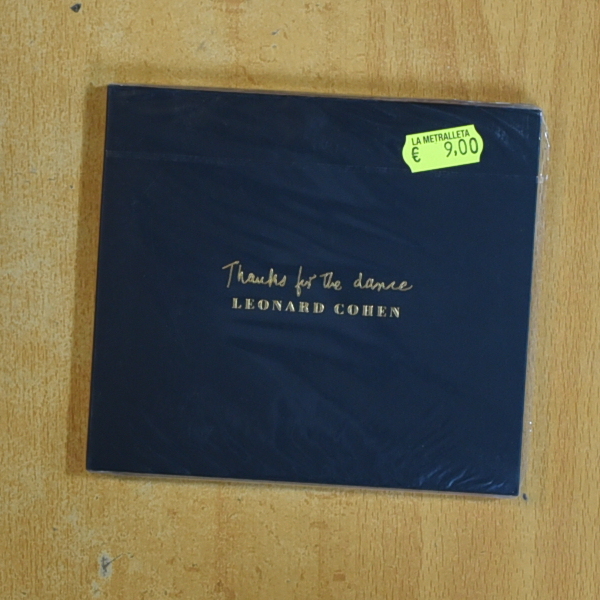 LA METRALLETA
€ 9,00
Thanks for the dance
LEONARD COHEN